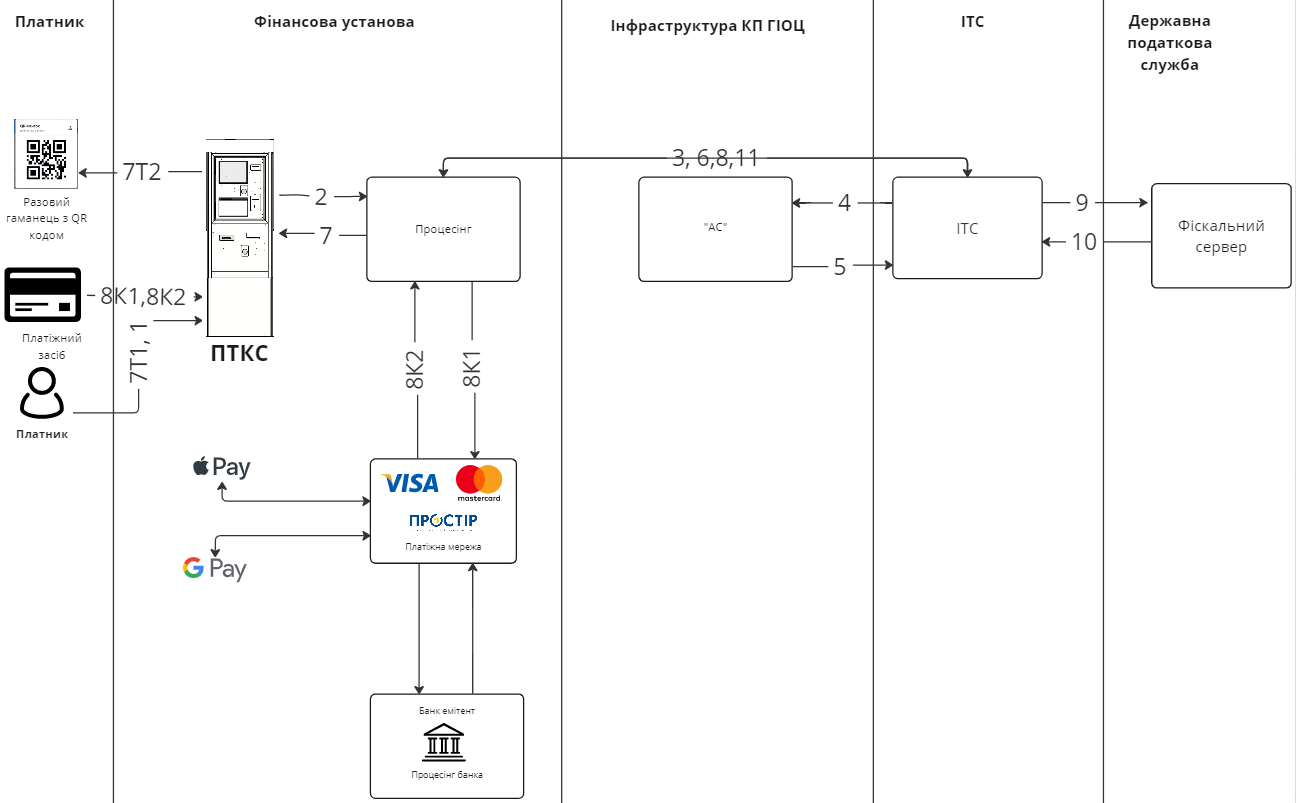 Платник
Фінансова установа
Інфраструктура КП ГІОЦ
ІТС
Державна
податкова
служба
7Т2
Разовий
гаманець з QR
кодом
8К1,8К2
Платіжний
засіб
7Т1, 1
Платник
ПТКС
2
7
Процесінг
3, 6,8,11
"АС"
4
5
ІТС
9
10
Фіскальний
сервер
8К2
8К1
Pay
G Pay
VISA
mastercard
ПРОСТІР
Платіжна мережа
Банк емітент
Процесінг банка